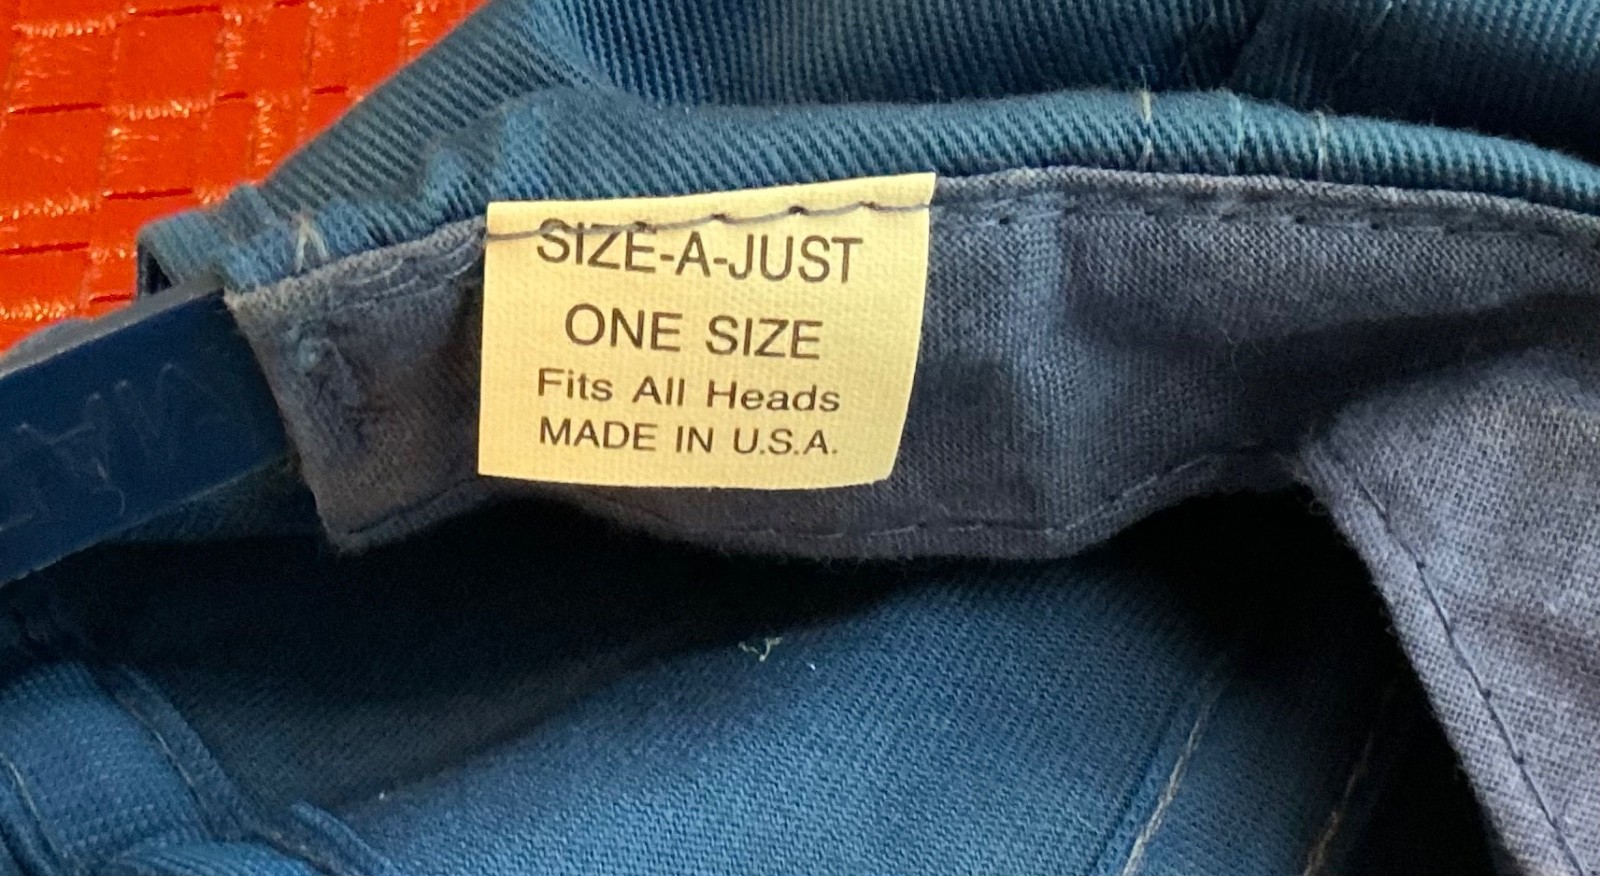 SIZE-A-JUST
ONE SIZE
Fits All Heads
MADE IN U.S.A.